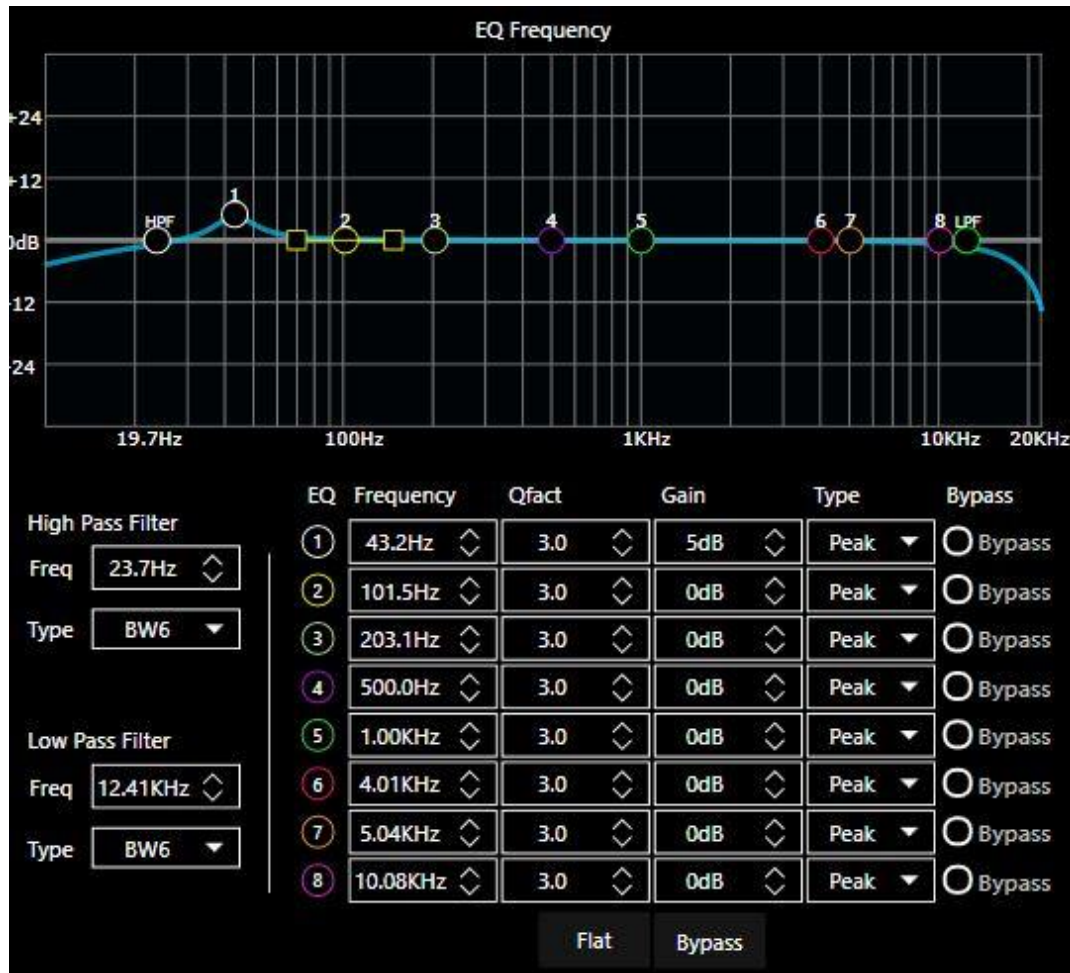 EQ Frequency
+24
+12
0dB
12
24
HPF 1 2 3 4 5 6 7 8 LPF
19.7Hz 100Hz 1KHz 10KHz 20KHz
EQ Frequency Qfact Gain Type Bypass
High Pass Filter
Freq 23.7Hz
Type BW6
Low Pass Filter
Freq 12.41KHz
Type BW6
1 43.2Hz 3.0 5dB Peak Bypass
2 101.5Hz 3.0 0dB Peak Bypass
3 203.1Hz 3.0 0dB Peak Bypass
4 500.0Hz 3.0 0dB Peak Bypass
5 1.00KHz 3.0 0dB Peak Bypass
6 4.01KHz 3.0 0dB Peak Bypass
7 5.04KHz 3.0 0dB Peak Bypass
8 10.08KHz 3.0 0dB Peak Bypass
Flat Bypass